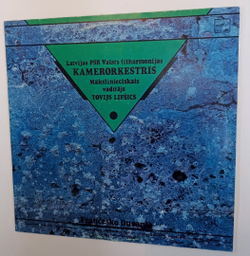 Latvijas PSR Valsts filharmonijas
KAMERORKESTRIS
Mākslinieciskais
vadītājs
TOVIJS LIFŠICS